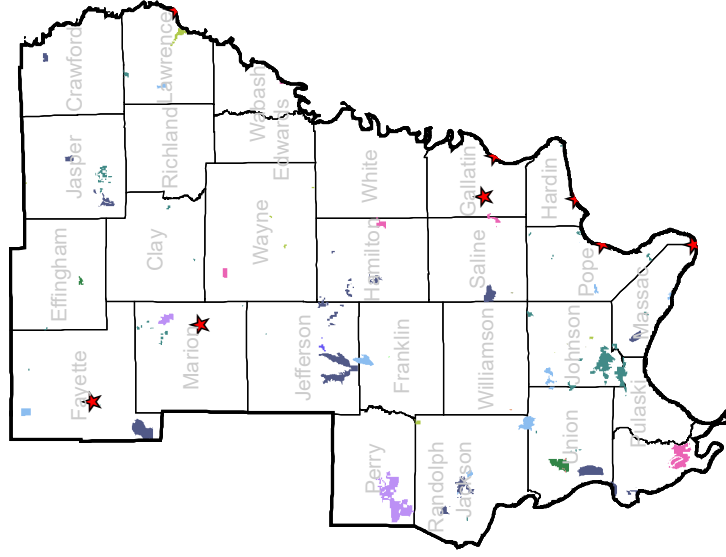 Crawford
Lawrence
Wabash
Edwards
Jasper
Richland
White
Gallatin
Hardin
Effingham
Clay
Wayne
Hamilton
Saline
Pope
Massac
Fayette
Marion
Jefferson
Franklin
Williamson
Johnson
Pulaski
Perry
Randolph
Jackson
Union